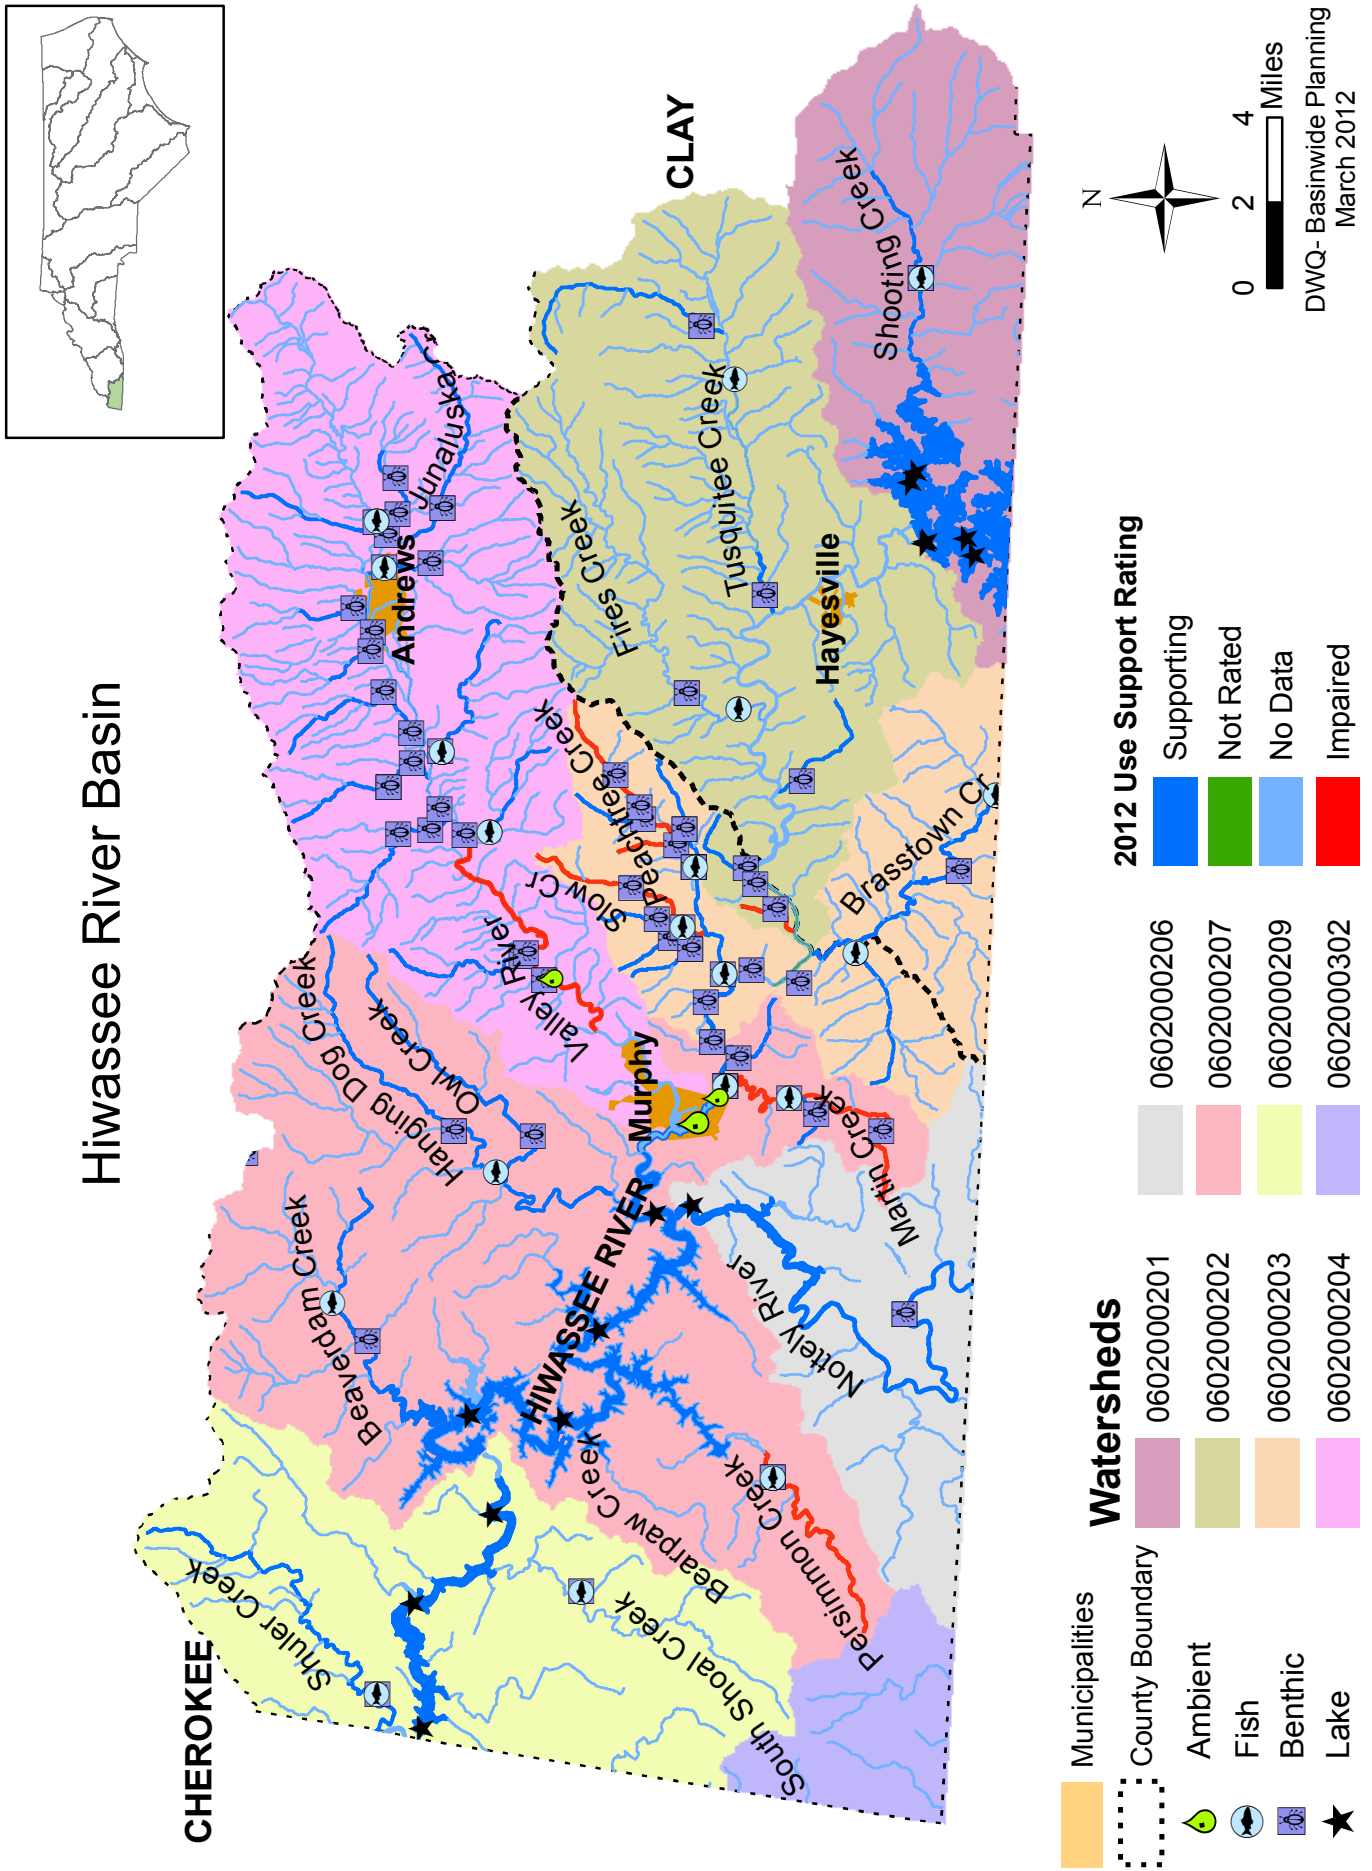 Hiwassee River Basin
CHEROKEE
CLAY
Shuler Creek
Beaverdam Creek
Hanging Dog Creek
Owl Creek
Valley River
Junaluska C
Andrews
Murphy
HIWASSEE RIVER
Slow Cr
Peachtree Creek
Fires Creek
Tusquitee Creek
Hayesville
Shooting Creek
Brasstown Cr
Martin Creek
Nottely River
Bearpaw Creek
Persimmon Creek
South Shoal Creek
N
0 2 4 Miles
DWQ- Basinwide Planning
March 2012
Municipalities
County Boundary
Ambient
Fish
Benthic
Lake
Watersheds
0602000201
0602000202
0602000203
0602000204
0602000206
0602000207
0602000209
0602000302
2012 Use Support Rating
Supporting
Not Rated
No Data
Impaired